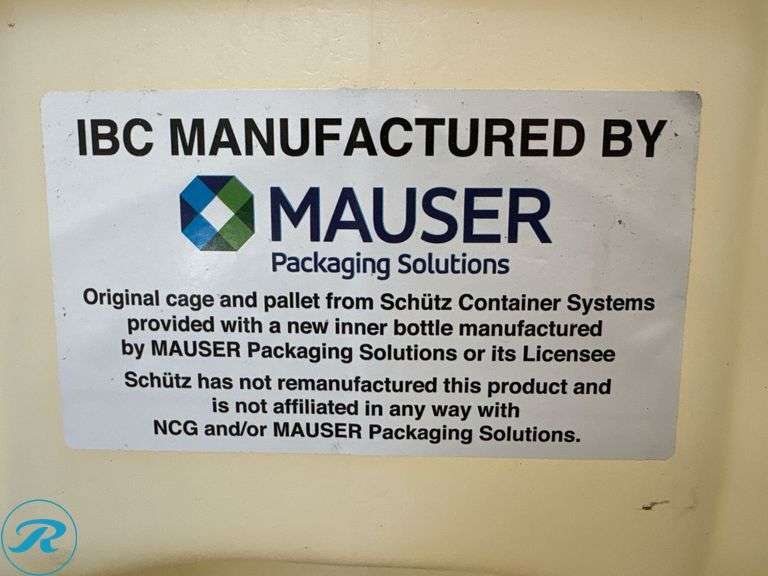 IBC MANUFACTURED BY
MAUSER
Packaging Solutions
Original cage and pallet from Schütz Container Systems
provided with a new inner bottle manufactured
by MAUSER Packaging Solutions or its Licensee
Schütz has not remanufactured this product and
is not affiliated in any way with
NCG and/or MAUSER Packaging Solutions.
R